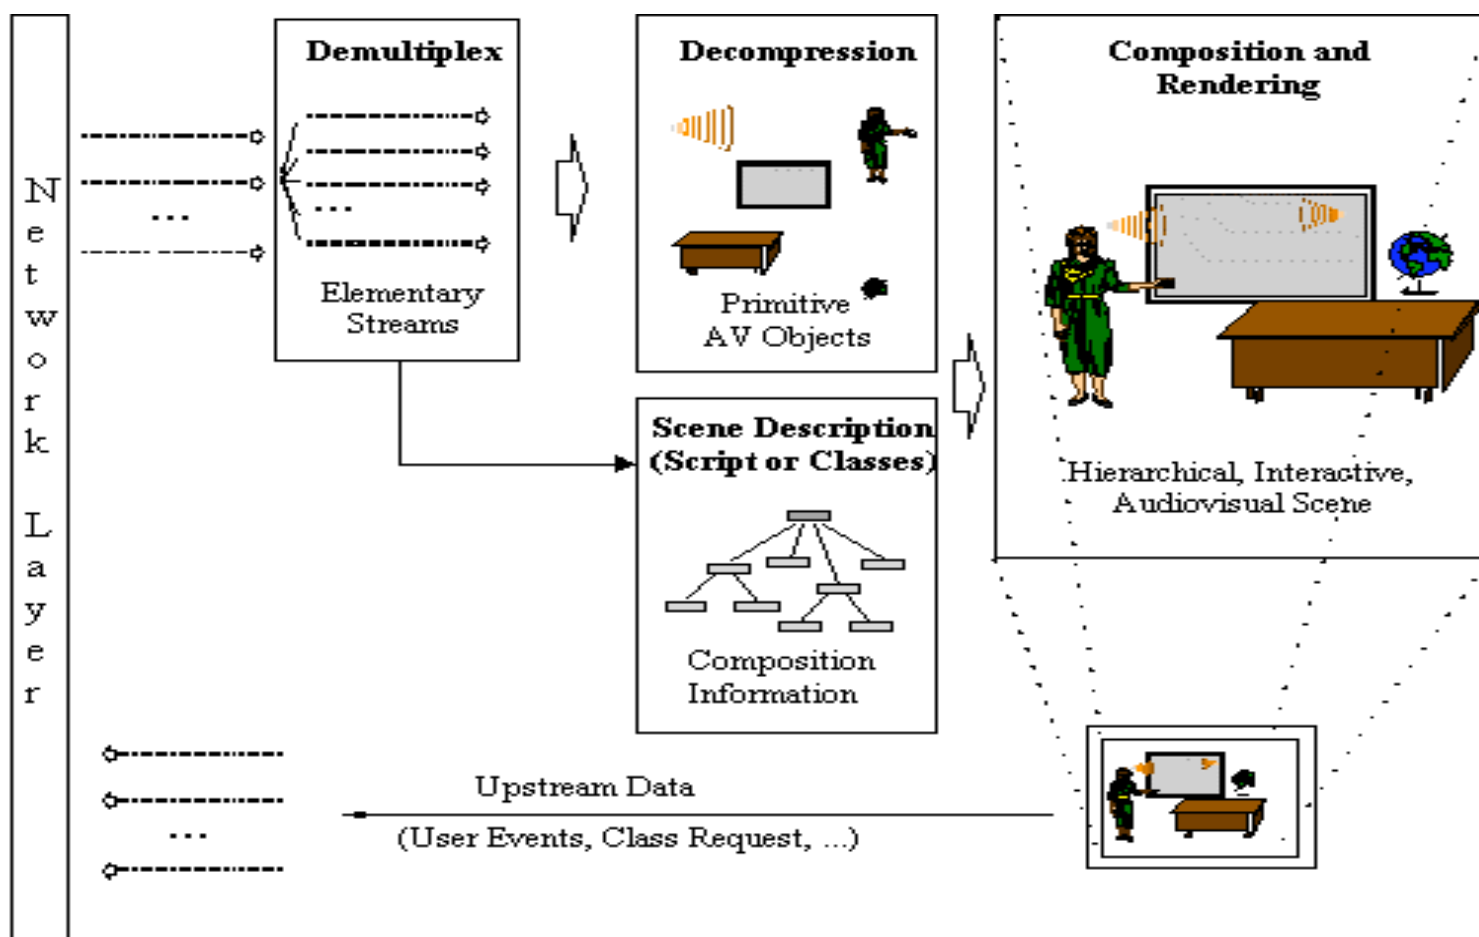 Network Layer
Demultiplex
...
...
Elementary
Streams
Decompression
Primitive
AV Objects
Scene Description
(Script or Classes)
Composition
Information
Composition and
Rendering
Hierarchical, Interactive,
Audiovisual Scene
Upstream Data
(User Events, Class Request, ...)
...